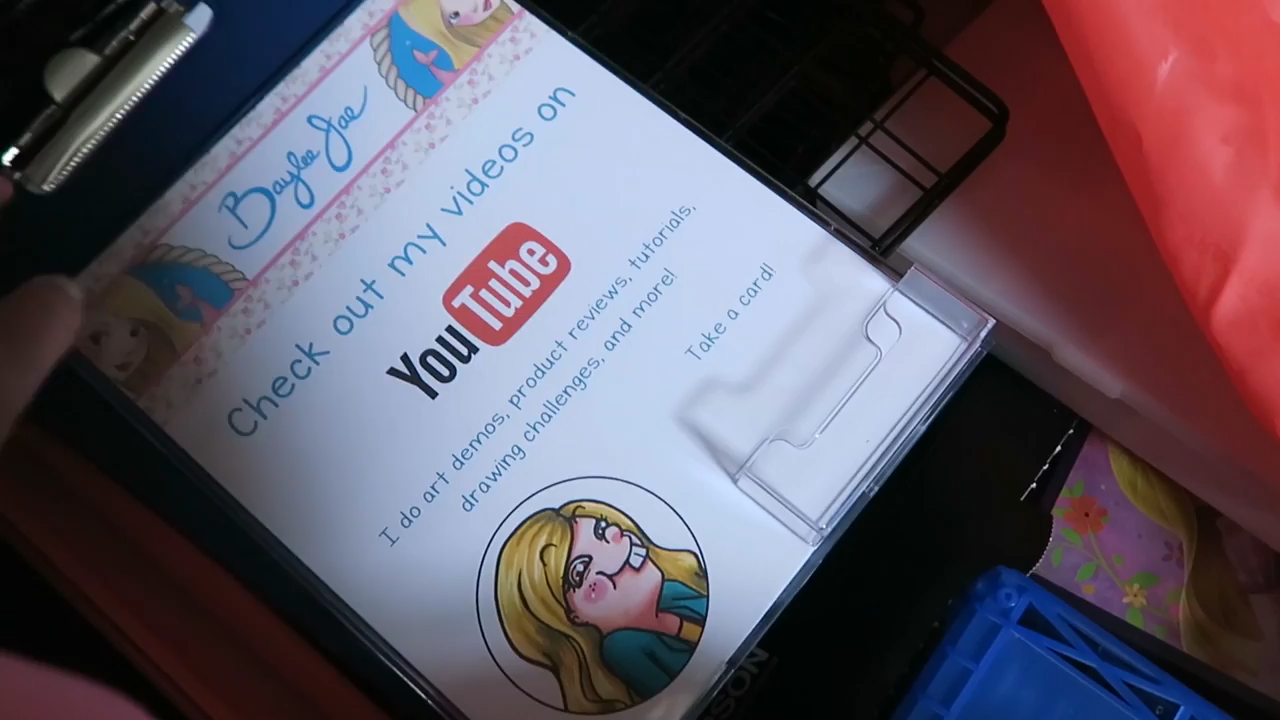 Baylee Jae
Check out my videos on
YouTube
I do art demos, product reviews, tutorials,
drawing challenges, and more!
Take a card!
SON